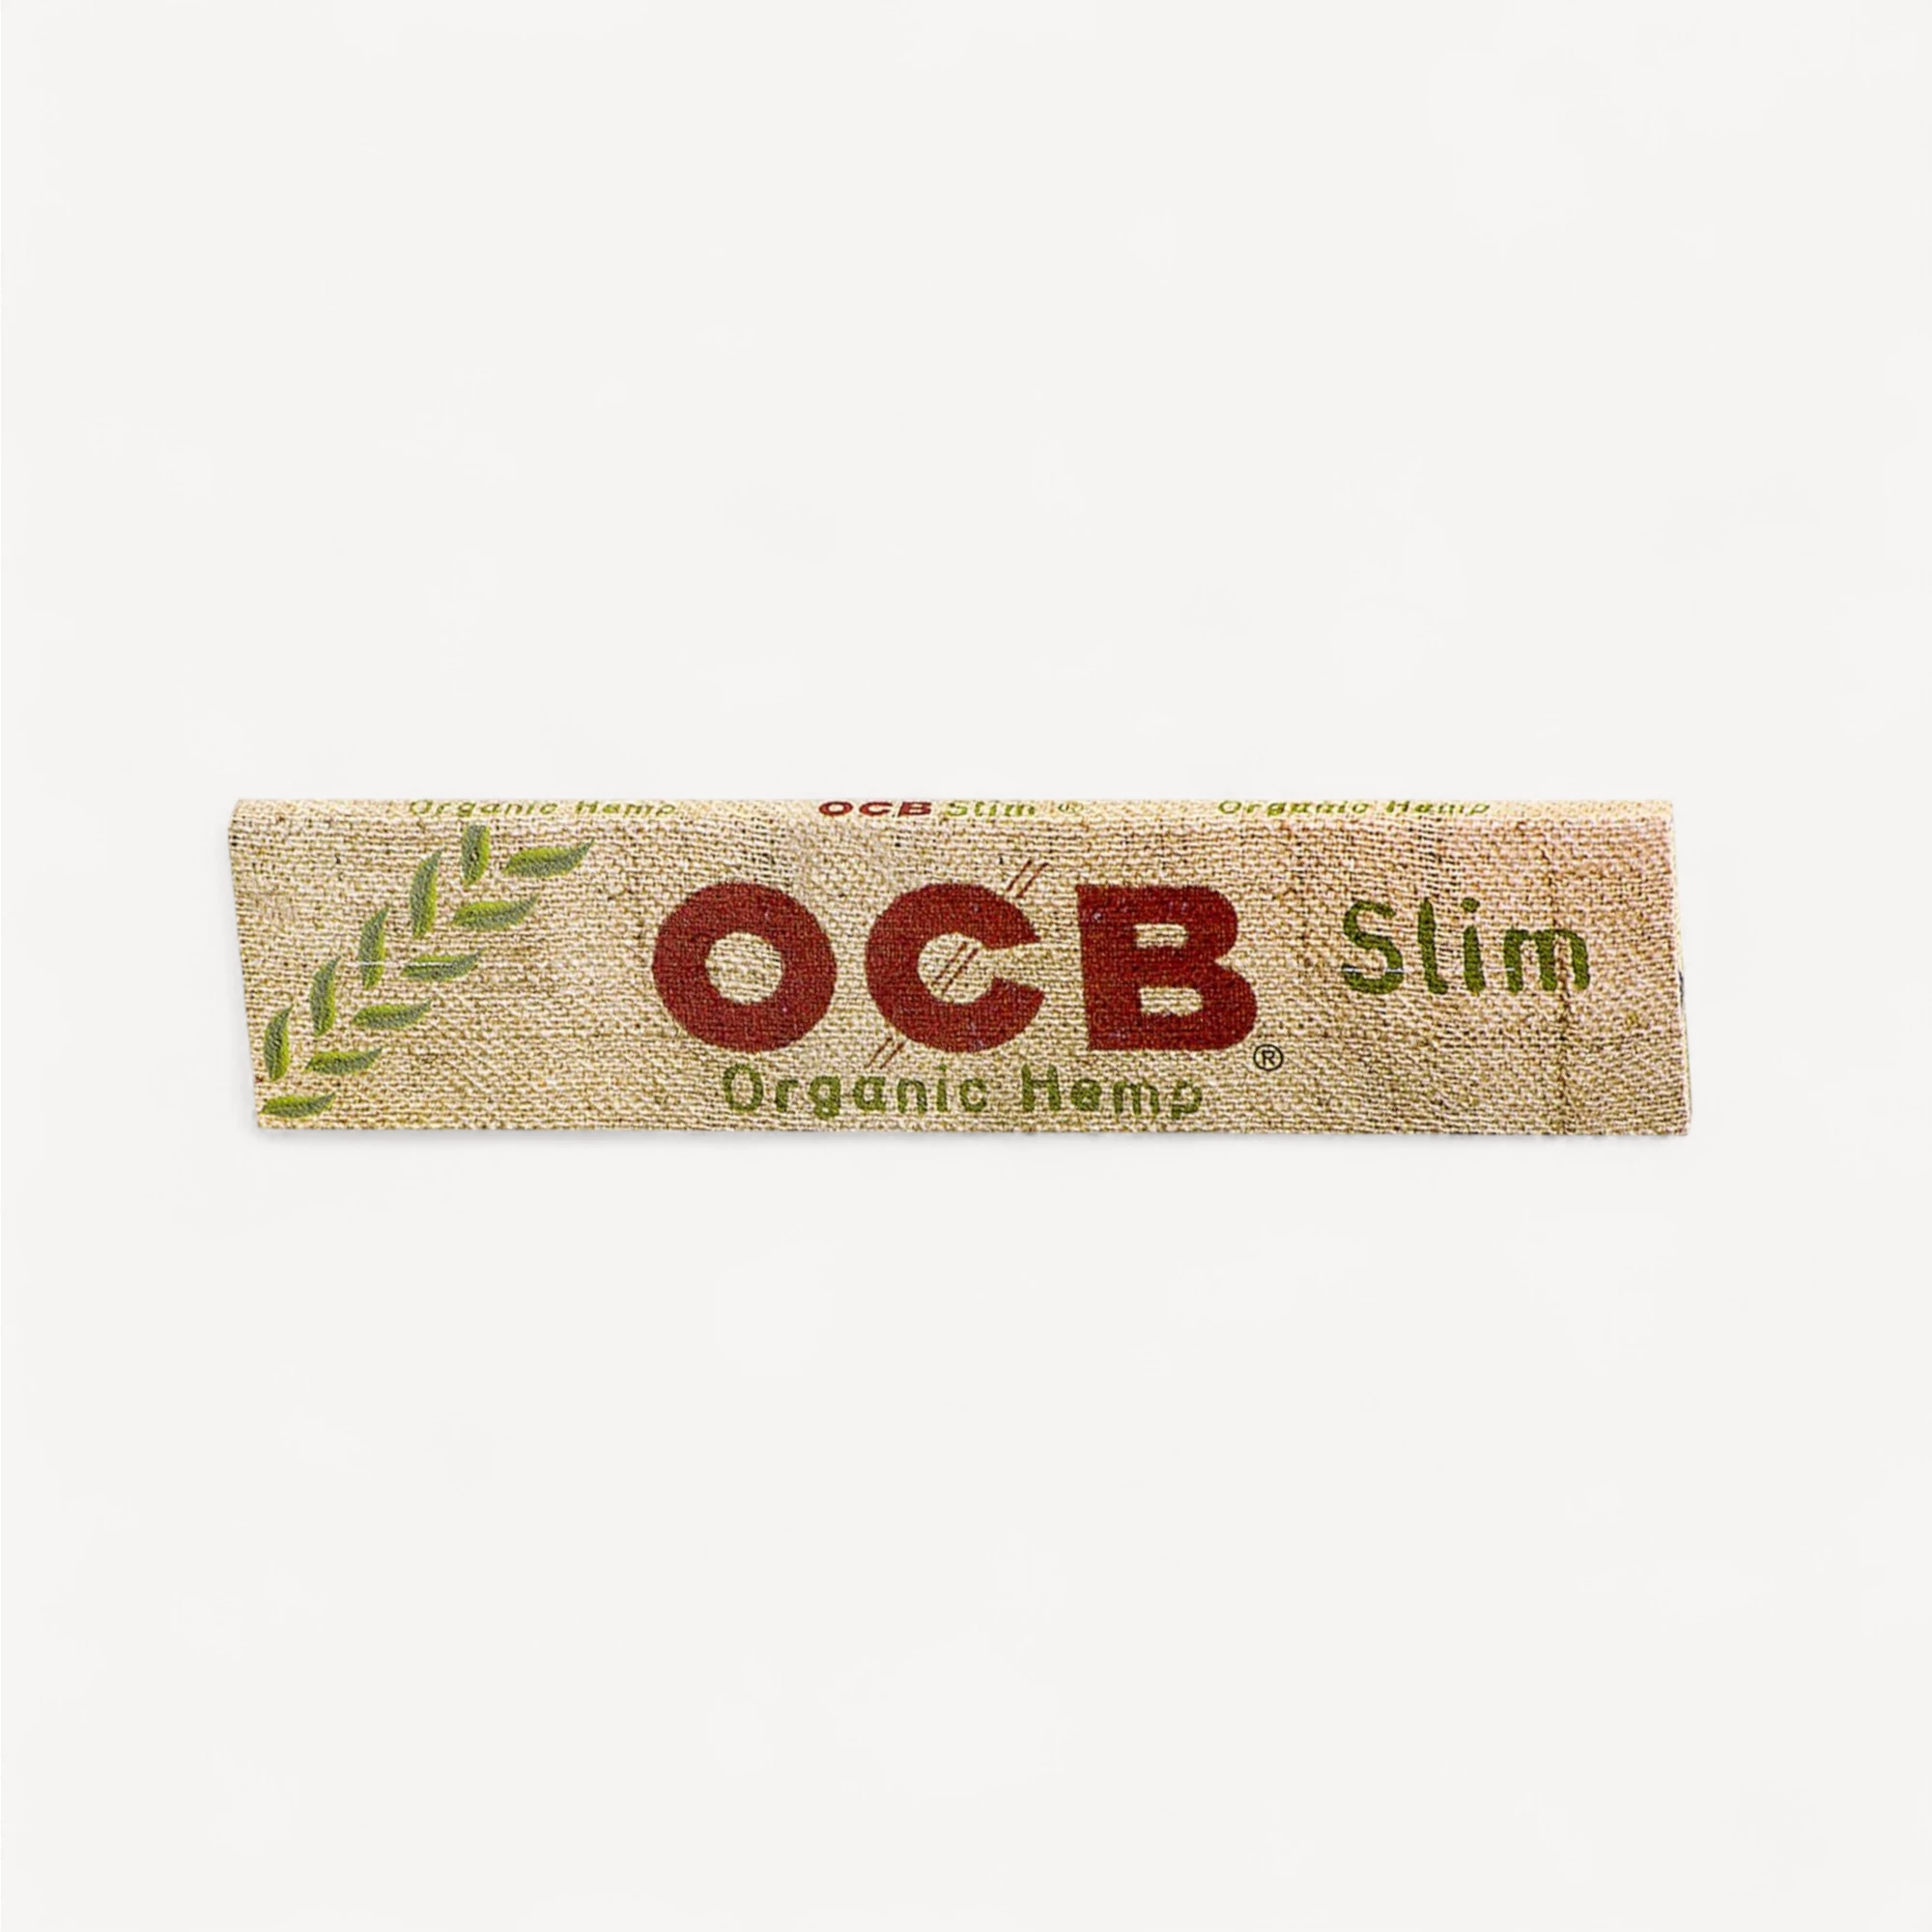 Organic Hemp OCB Slim ® Organic Hemp
OCB® Slim
Organic Hemp